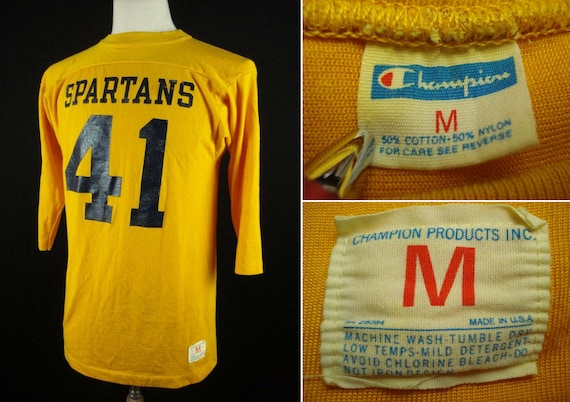 SPARTANS
41
M
Champion
M
50% COTTON-50% NYLON
FOR CARE SEE REVERSE
CHAMPION PRODUCTS INC.
M
MADE IN U.S.A
MACHINE WASH-TUMBLE DRY
LOW TEMPS-MILD DETERGENT-
AVOID CHLORINE BLEACH-DO
NOT IRON DESIGN